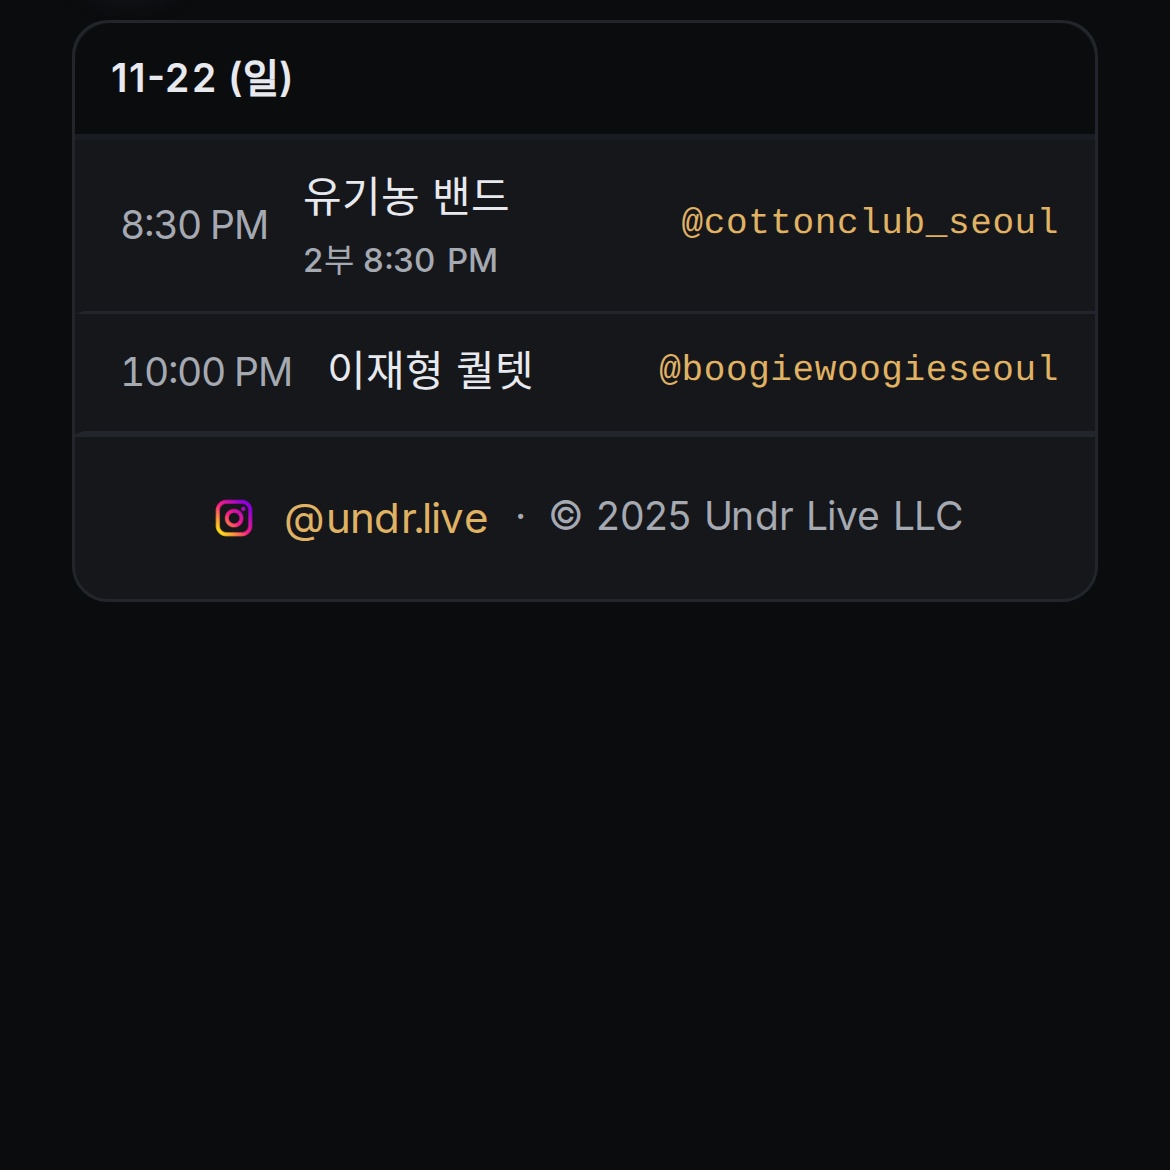 11-22 (일)
8:30 PM 유기농 밴드 @cottonclub_seoul
2부 8:30 PM
10:00 PM 이재형 퀄텟 @boogiewoogieseoul
@undr.live · © 2025 Undr Live LLC